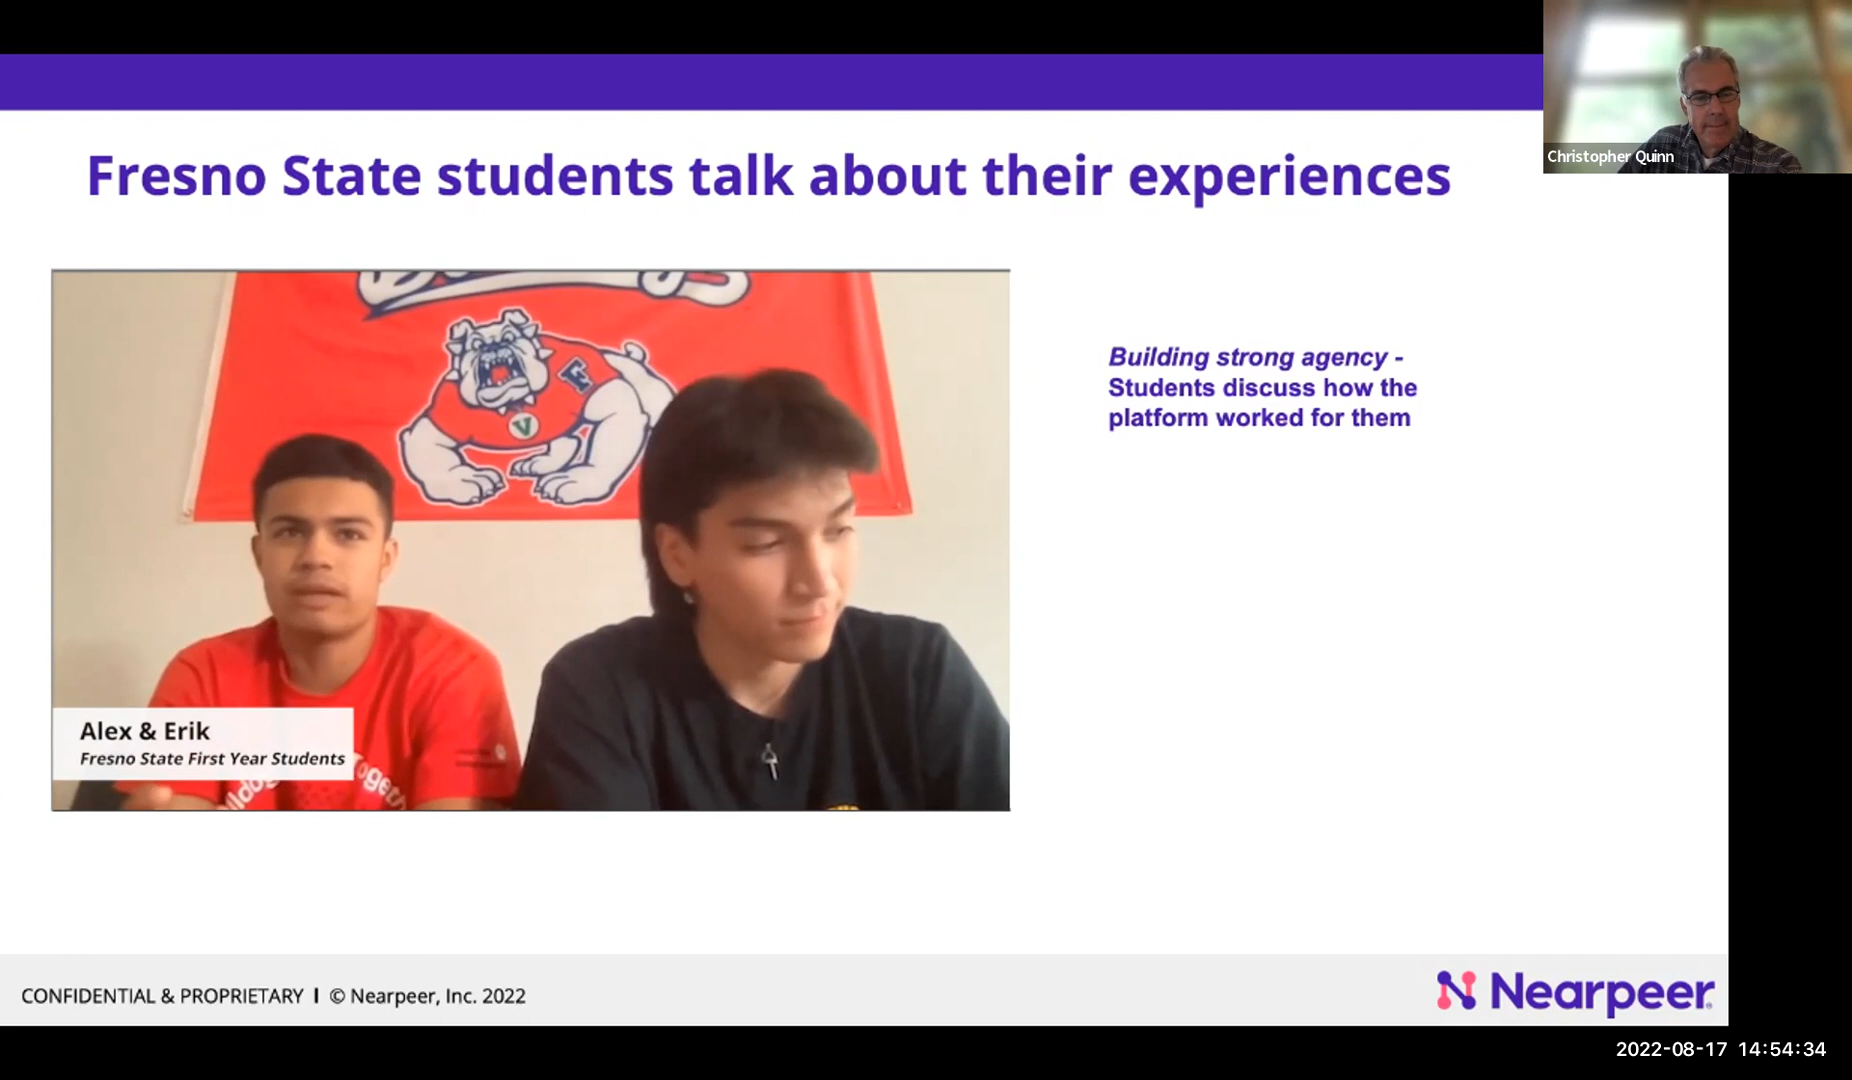 Christopher Quinn
Fresno State students talk about their experiences
F
V
Building strong agency -
Students discuss how the
platform worked for them
Alex & Erik
Fresno State First Year Students
CONFIDENTIAL & PROPRIETARY I © Nearpeer, Inc. 2022
Nearpeer
2022-08-17 14:54:34